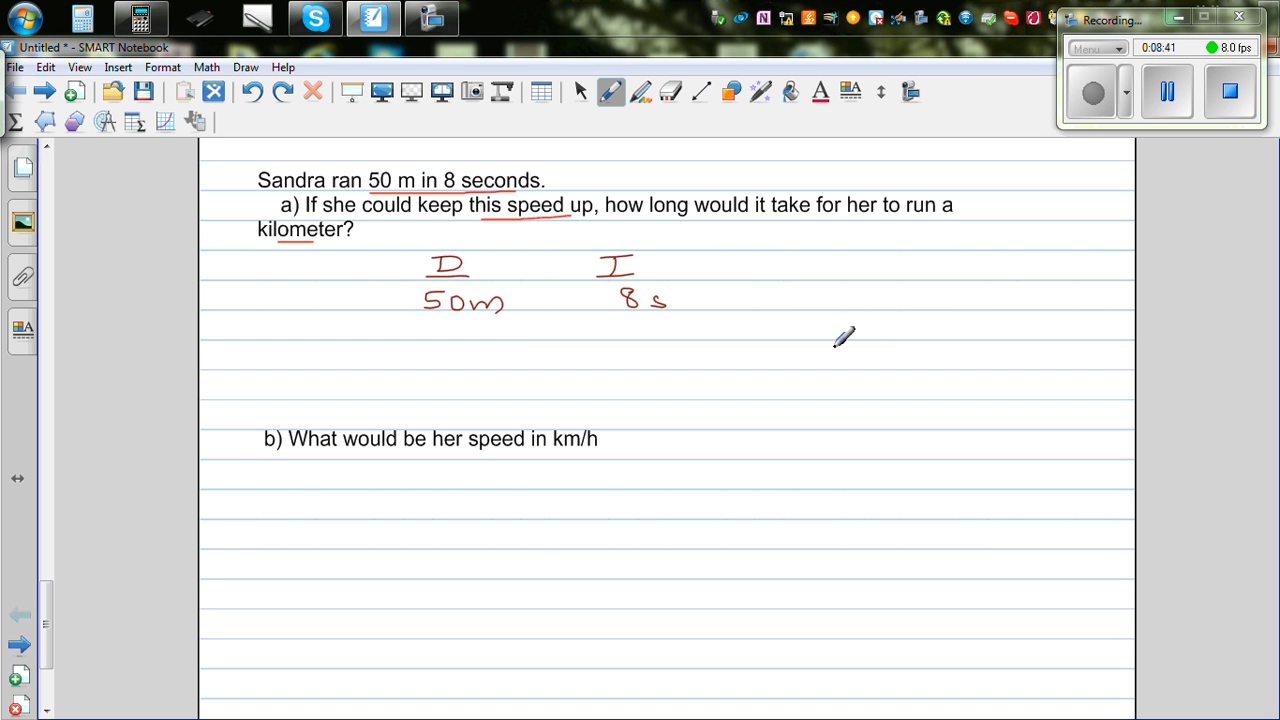 Untitled * - SMART Notebook
Recording...
Menu
0:08:41
8.0 fps
File Edit View Insert Format Math Draw Help
Sandra ran 50 m in 8 seconds.
a) If she could keep this speed up, how long would it take for her to run a
kilometer?
D T
50m 8 s
b) What would be her speed in km/h